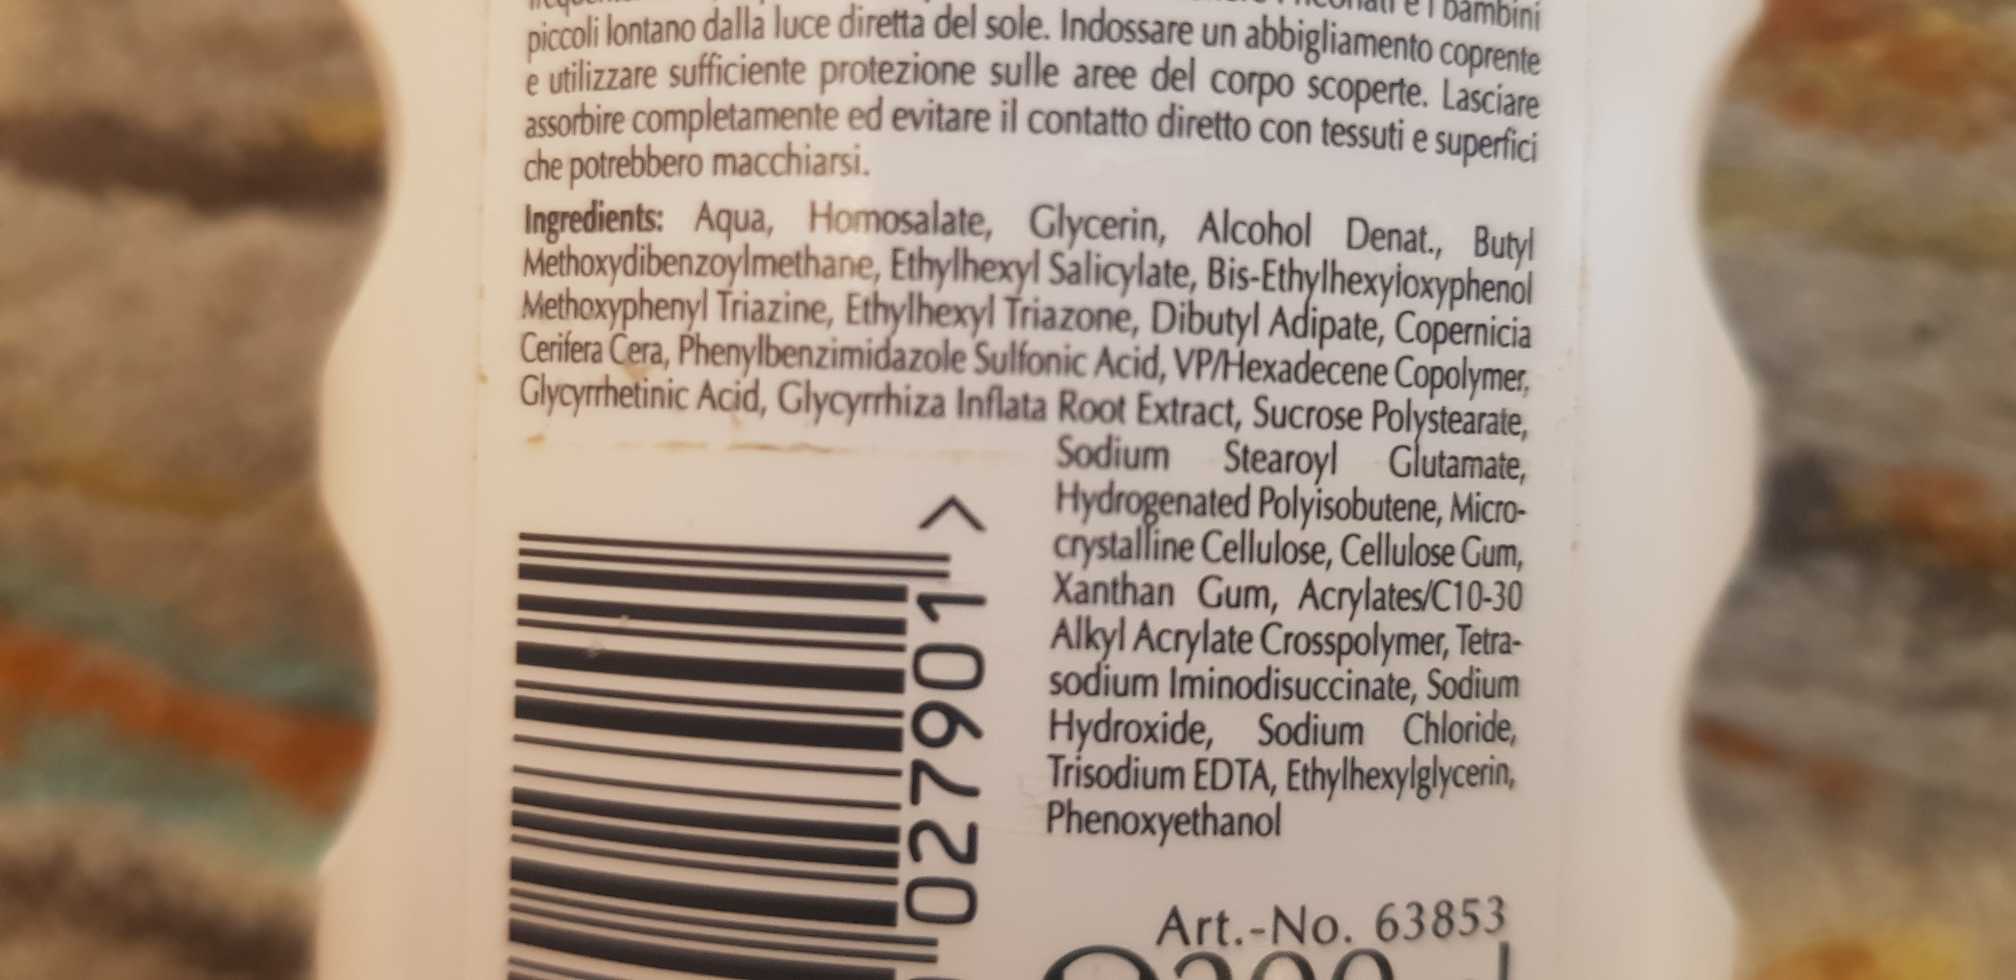 e i bambini
piccoli lontano dalla luce diretta del sole. Indossare un abbigliamento coprente
e utilizzare sufficiente protezione sulle aree del corpo scoperte. Lasciare
assorbire completamente ed evitare il contatto diretto con tessuti e superfici
che potrebbero macchiarsi.
Ingredients: Aqua, Homosalate, Glycerin, Alcohol Denat., Butyl
Methoxydibenzoylmethane, Ethylhexyl Salicylate, Bis-Ethylhexyloxyphenol
Methoxyphenyl Triazine, Ethylhexyl Triazone, Dibutyl Adipate, Copernicia
Cerifera Cera, Phenylbenzimidazole Sulfonic Acid, VP/Hexadecene Copolymer,
Glycyrrhetinic Acid, Glycyrrhiza Inflata Root Extract, Sucrose Polystearate,
Sodium Stearoyl Glutamate,
Hydrogenated Polyisobutene, Micro-
crystalline Cellulose, Cellulose Gum,
Xanthan Gum, Acrylates/C10-30
Alkyl Acrylate Crosspolymer, Tetra-
sodium Iminodisuccinate, Sodium
Hydroxide, Sodium Chloride,
Trisodium EDTA, Ethylhexylglycerin,
Phenoxyethanol
027901 >
Art.-No. 63853